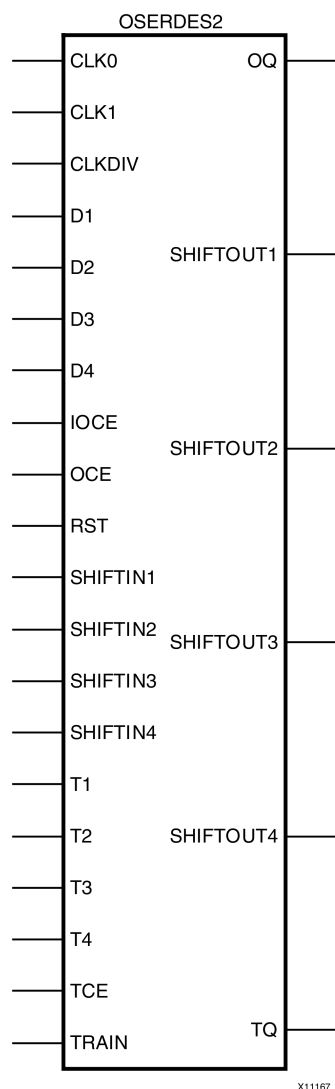 OSERDES2
CLK0 OQ
CLK1
CLKDIV
D1
SHIFTOUT1
D2
D3
D4
IOCE
SHIFTOUT2
OCE
RST
SHIFTIN1
SHIFTIN2
SHIFTOUT3
SHIFTIN3
SHIFTIN4
T1
T2 SHIFTOUT4
T3
T4
TCE
TQ
TRAIN
X11167